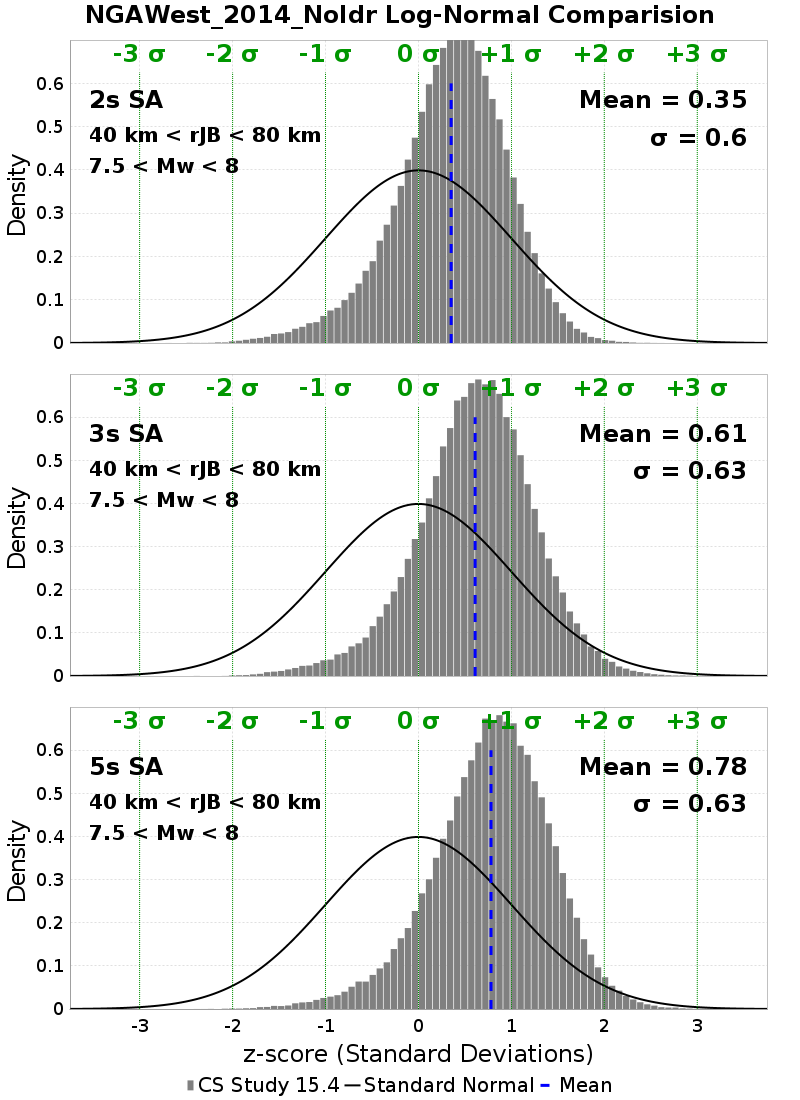 NGAWest_2014_NoIdr Log-Normal Comparision
-3 σ -2 σ -1 σ 0 σ +1 σ +2 σ +3 σ
2s SA
40 km < rJB < 80 km
7.5 < Mw < 8
Mean = 0.35
σ = 0.6
Density
0.6
0.5
0.4
0.3
0.2
0.1
0
-3 σ -2 σ -1 σ 0 σ +1 σ +2 σ +3 σ
3s SA
40 km < rJB < 80 km
7.5 < Mw < 8
Mean = 0.61
σ = 0.63
Density
0.6
0.5
0.4
0.3
0.2
0.1
0
-3 σ -2 σ -1 σ 0 σ +1 σ +2 σ +3 σ
5s SA
40 km < rJB < 80 km
7.5 < Mw < 8
Mean = 0.78
σ = 0.63
Density
0.6
0.5
0.4
0.3
0.2
0.1
0
-3 -2 -1 0 1 2 3
z-score (Standard Deviations)
CS Study 15.4 Standard Normal Mean